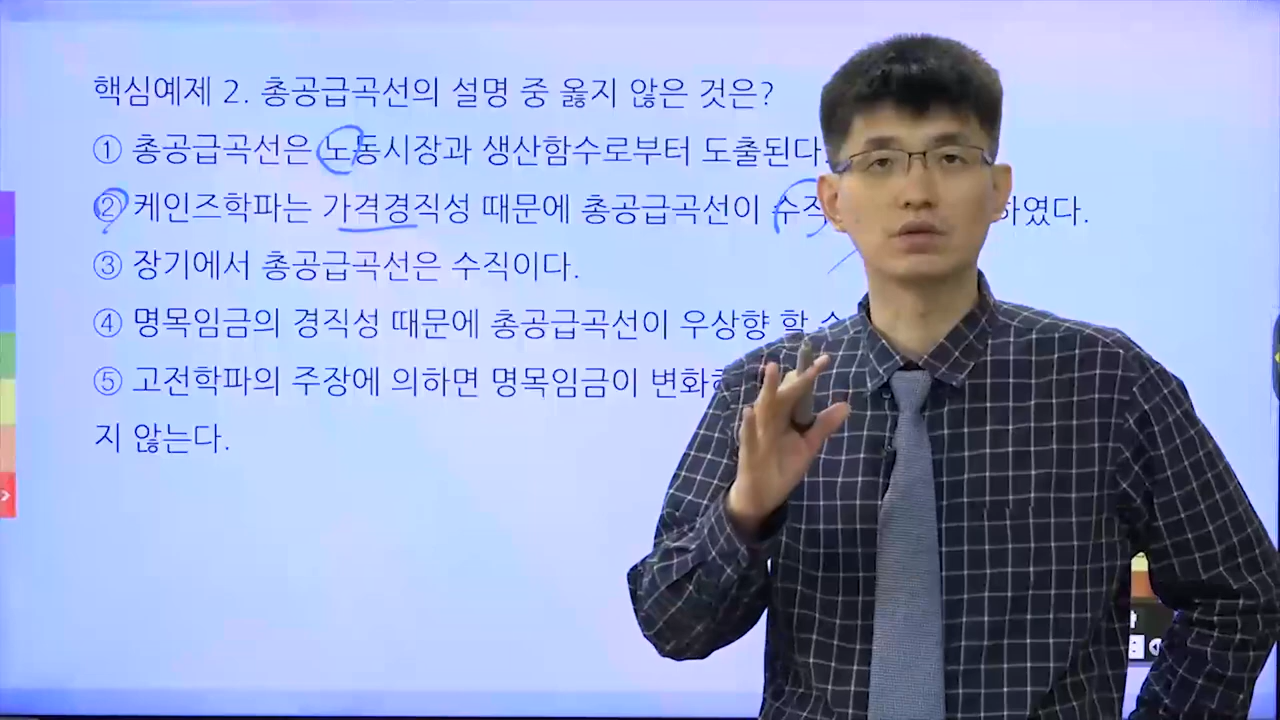 핵심예제 2. 총공급곡선의 설명 중 옳지 않은 것은?
① 총공급곡선은 노동시장과 생산함수로부터 도출된다.
② 케인즈학파는 가격경직성 때문에 총공급곡선이 하였다.
③ 장기에서 총공급곡선은 수직이다.
④ 명목임금의 경직성 때문에 총공급곡선이 우상향 할
⑤ 고전학파의 주장에 의하면 명목임금이
지 않는다.